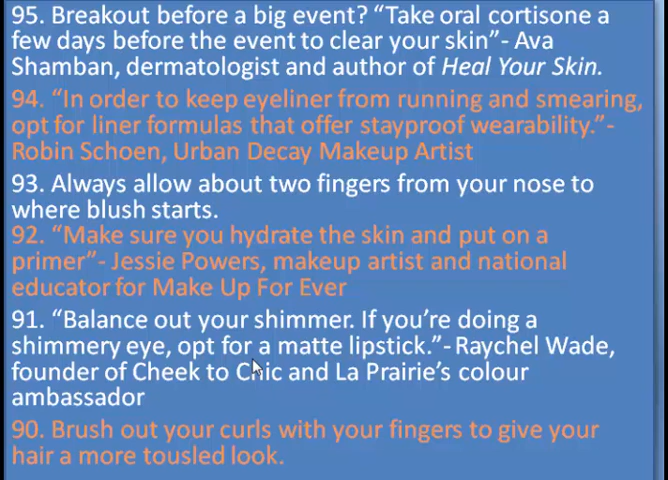 95. Breakout before a big event? “Take oral cortisone a
few days before the event to clear your skin”- Ava
Shamban, dermatologist and author of Heal Your Skin.
94. “In order to keep eyeliner from running and smearing,
opt for liner formulas that offer stayproof wearability.”-
Robin Schoen, Urban Decay Makeup Artist
93. Always allow about two fingers from your nose to
where blush starts.
92. “Make sure you hydrate the skin and put on a
primer”- Jessie Powers, makeup artist and national
educator for Make Up For Ever
91. “Balance out your shimmer. If you’re doing a
shimmery eye, opt for a matte lipstick.”- Raychel Wade,
founder of Cheek to Chic and La Prairie’s colour
ambassador
90. Brush out your curls with your fingers to give your
hair a more tousled look.